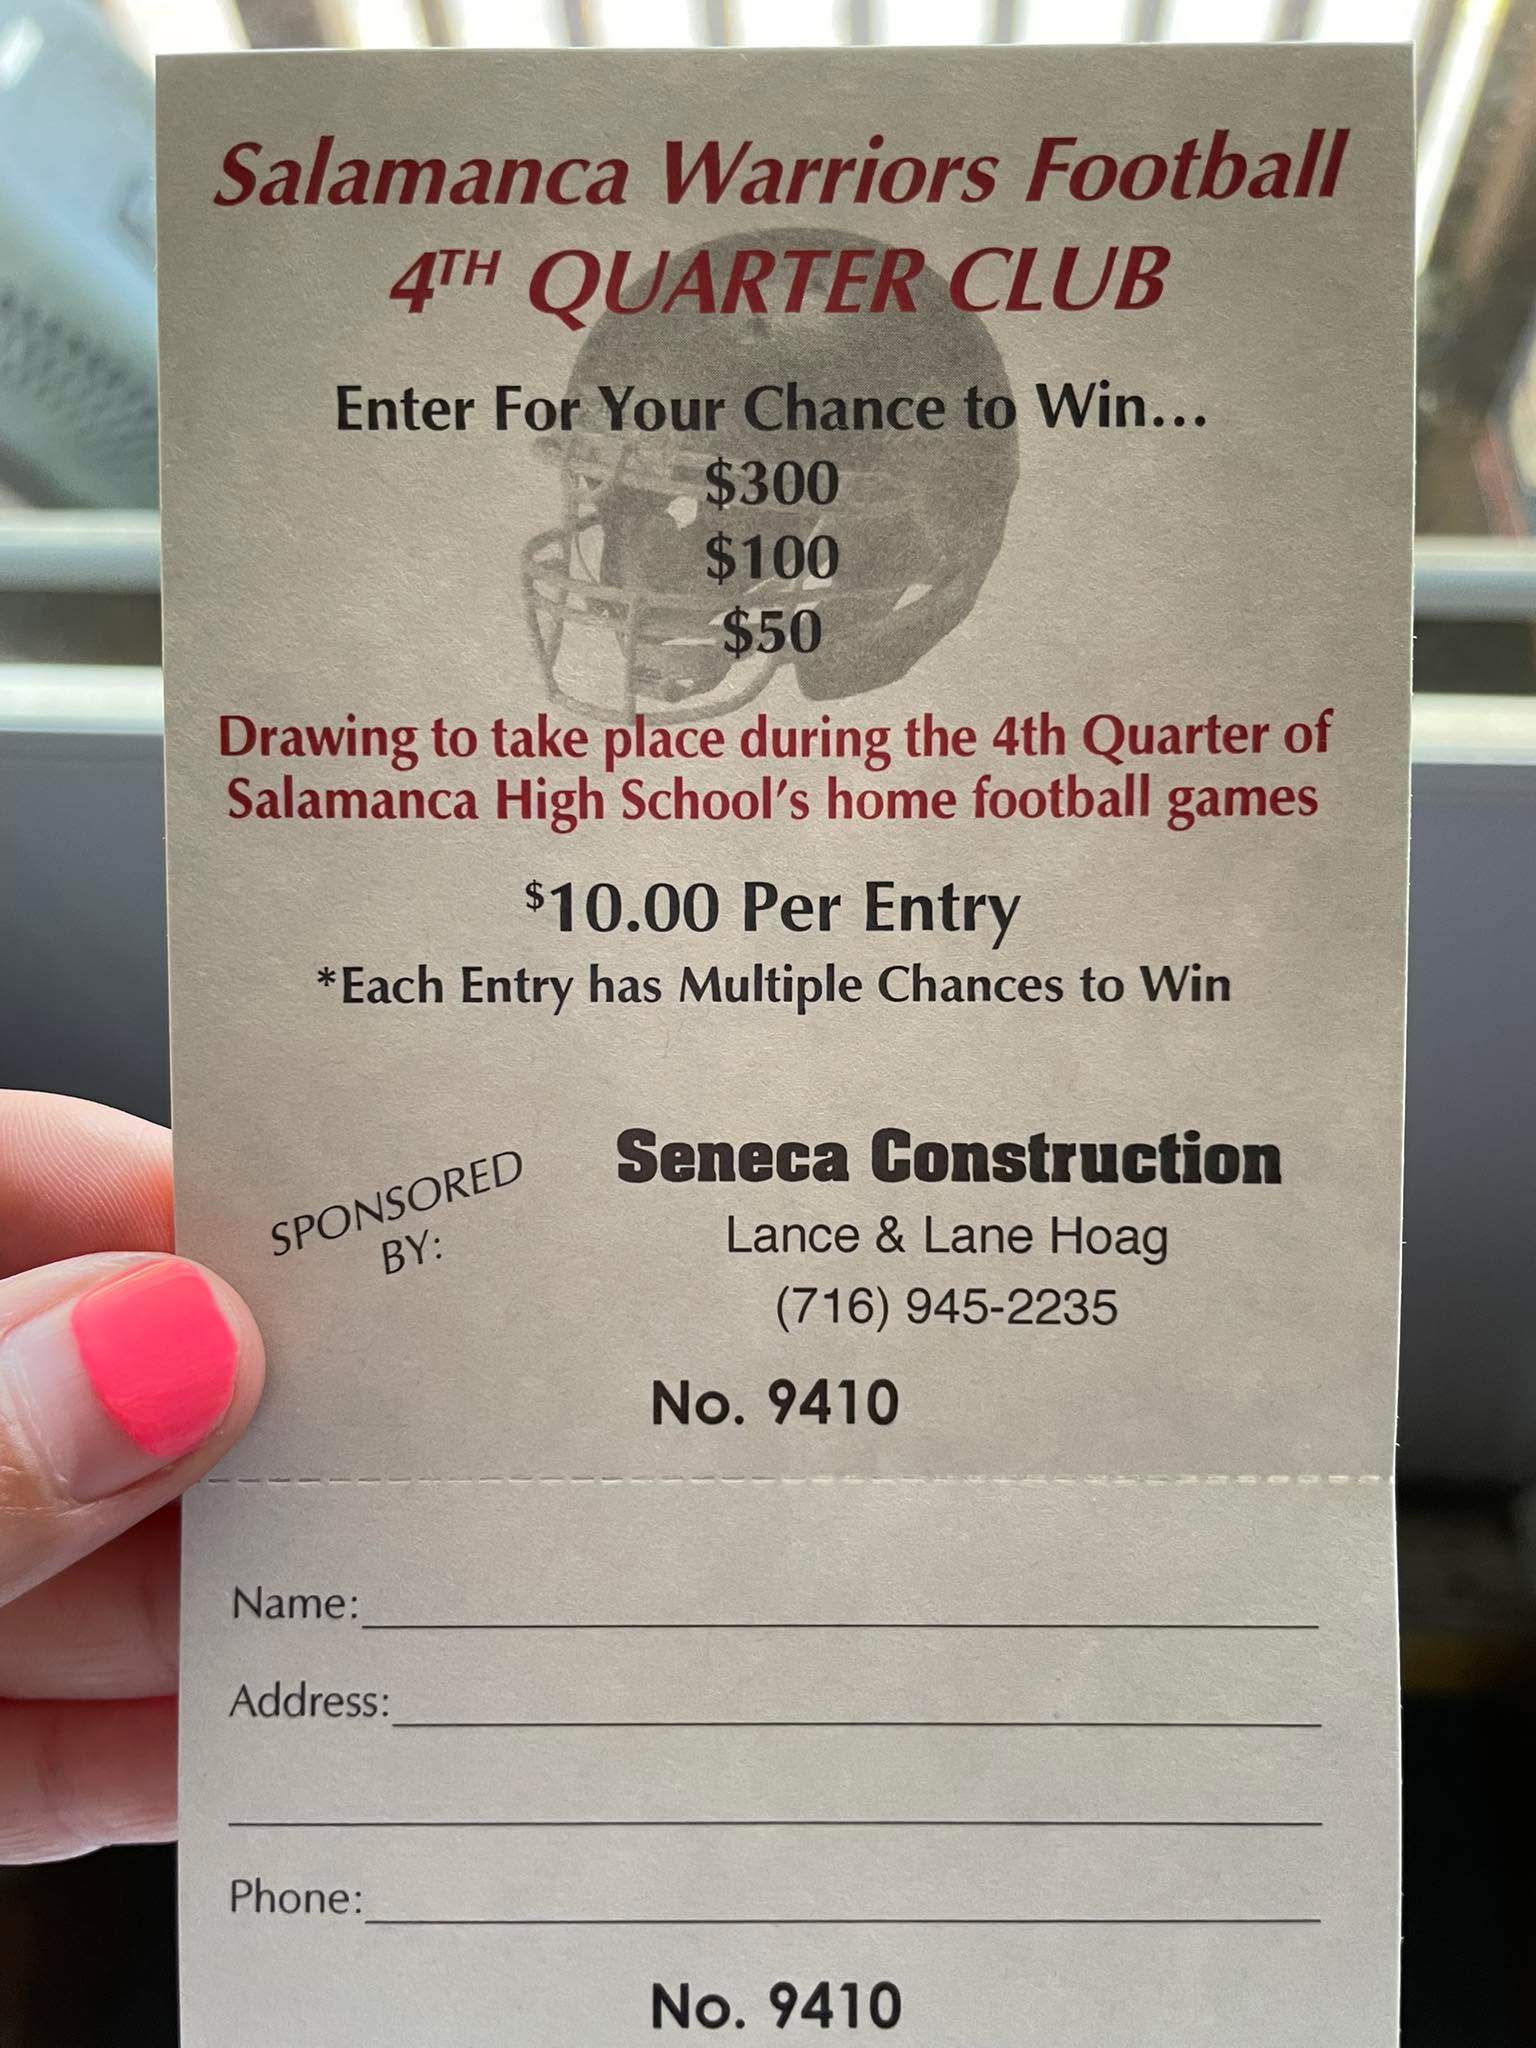 Salamanca Warriors Football
4TH QUARTER CLUB
Enter For Your Chance to Win...
$300
$100
$50
Drawing to take place during the 4th Quarter of
Salamanca High School's home football games
$10.00 Per Entry
*Each Entry has Multiple Chances to Win
SPONSORED
BY:
Seneca Construction
Lance & Lane Hoag
(716) 945-2235
No. 9410
Name:
Address:
Phone:
No. 9410